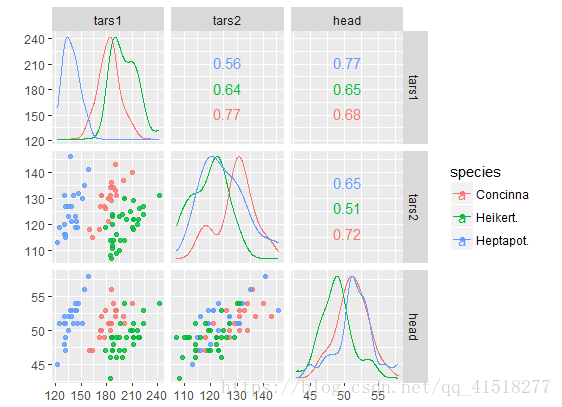 tars1 tars2 head
240
210
180
150
120
0.56 0.77
0.64 0.65
0.77 0.68
tars1
140
130
120
110
0.65
0.51
0.72
tars2
55
50
45
head
120 150 180 210 240 110 120 130 140 45 50 55
species
a Concinna
a Heikert.
a Heptapot.
https://blog.csdn.net/qq_41518277